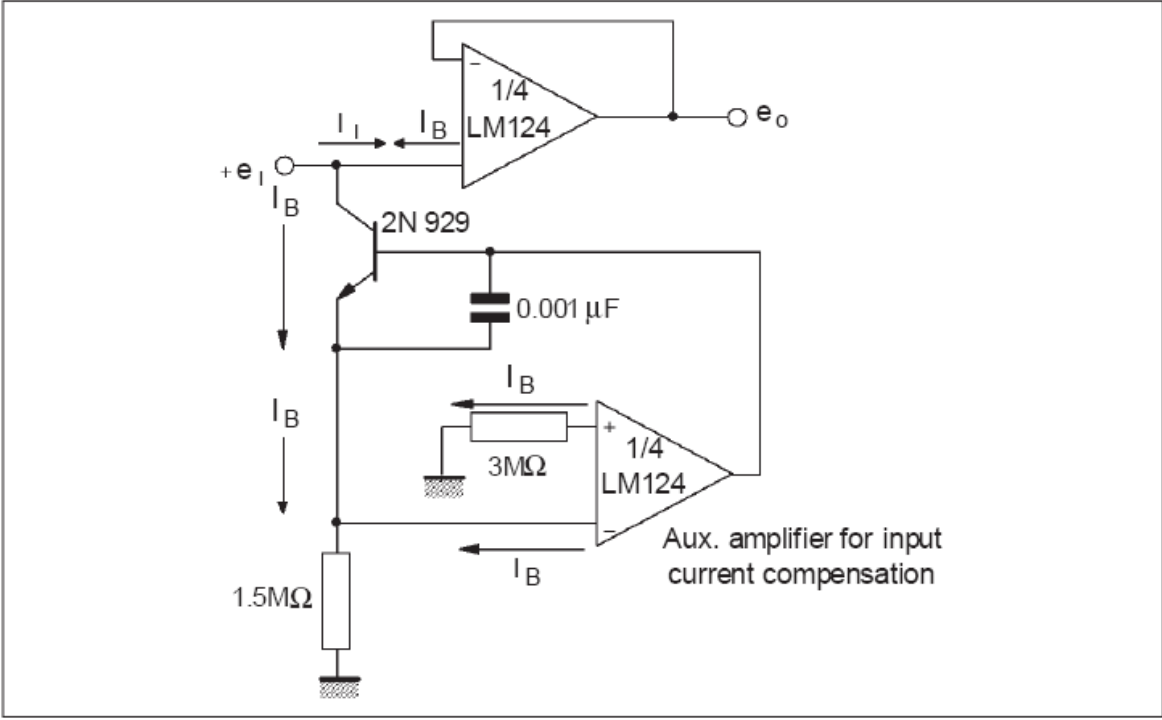 −
1/4
LM124
e o
I I
I B
+e I
I B
2N 929
0.001 µF
I B
I B
+
1/4
3MΩ
LM124
−
I B
Aux. amplifier for input
current compensation
1.5MΩ